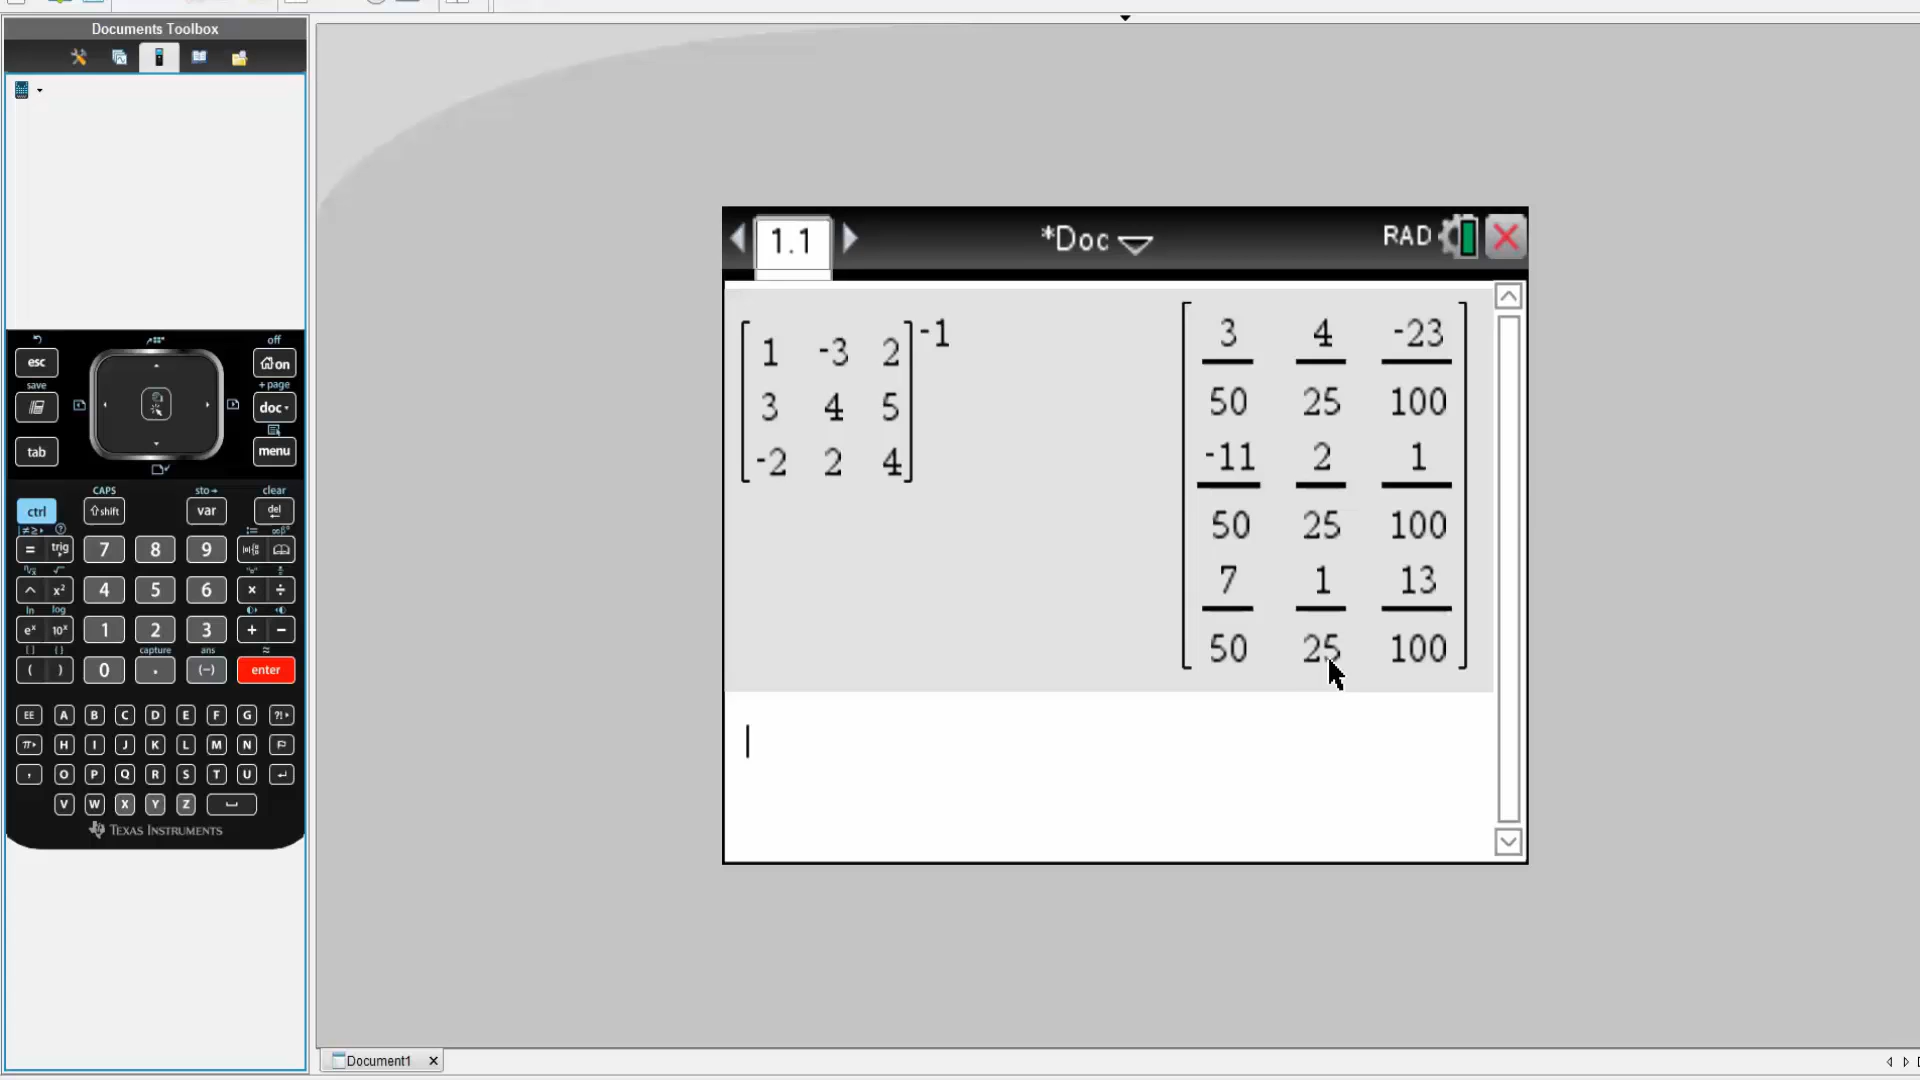 Documents Toolbox
1.1
*Doc
RAD
1 -3 2 -1
3 4 5
-2 2 4
3 4 -23
50 25 100
-11 2 1
50 25 100
7 1 13
50 25 100
off
esc
on
save
+ page
doc
tab
menu
CAPS
sto→
clear
ctrl
shift
var
del
= trig 7 8 9
^ x² 4 5 6 × ÷
ln log
eˣ 10ˣ 1 2 3 + −
[] {} capture ans ≈
( ) 0 . (−) enter
EE A B C D E F G ?!▸
π▸ H I J K L M N
, O P Q R S T U
V W X Y Z
TEXAS INSTRUMENTS
Document1